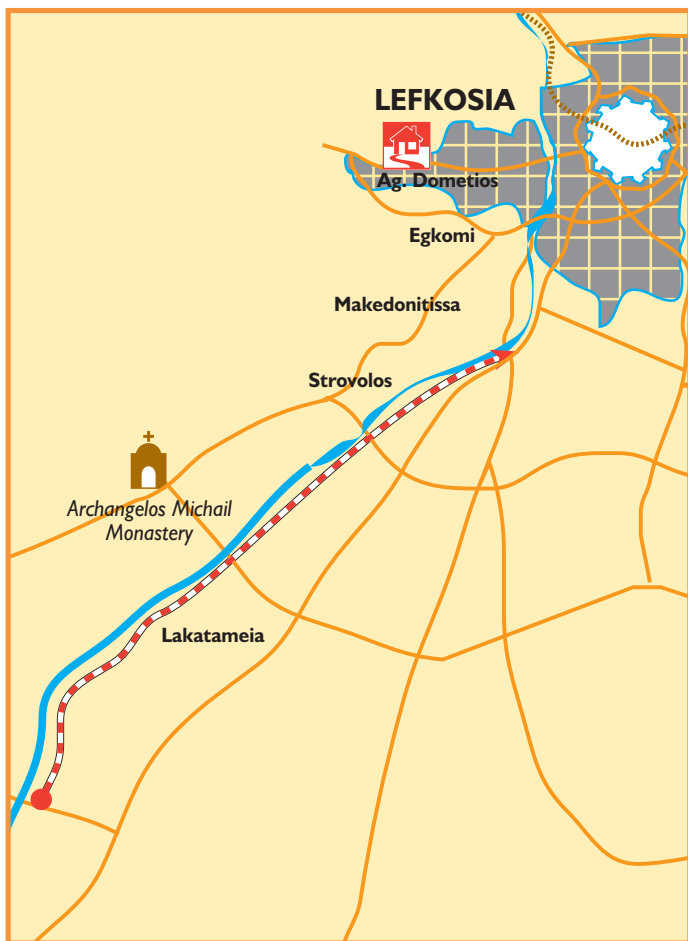 LEFKOSIA
Ag. Dometios
Egkomi
Makedonitissa
Strovolos
Archangelos Michail
Monastery
Lakatameia